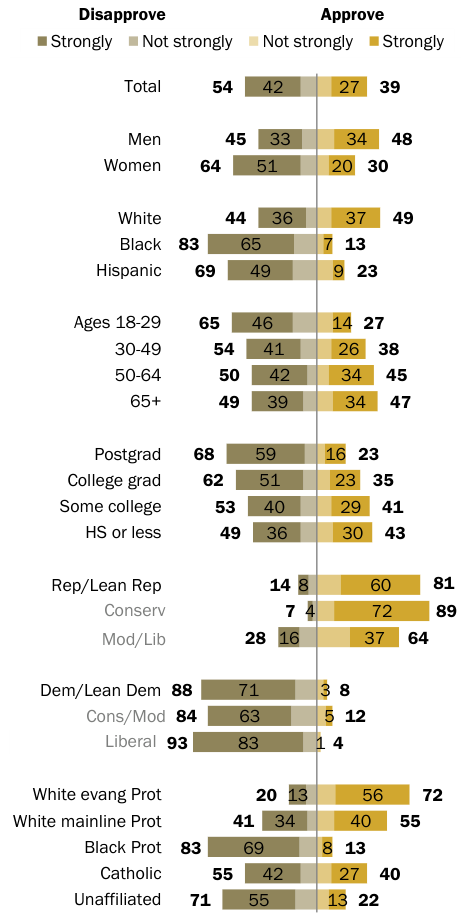 Disapprove Approve
Strongly Not strongly Not strongly Strongly
Total 54 42 27 39
Men 45 33 34 48
Women 64 51 20 30
White 44 36 37 49
Black 83 65 7 13
Hispanic 69 49 9 23
Ages 18-29 65 46 14 27
30-49 54 41 26 38
50-64 50 42 34 45
65+ 49 39 34 47
Postgrad 68 59 16 23
College grad 62 51 23 35
Some college 53 40 29 41
HS or less 49 36 30 43
Rep/Lean Rep 14 8 60 81
Conserv 7 4 72 89
Mod/Lib 28 16 37 64
Dem/Lean Dem 88 71 3 8
Cons/Mod 84 63 5 12
Liberal 93 83 1 4
White evang Prot 20 13 56 72
White mainline Prot 41 34 40 55
Black Prot 83 69 8 13
Catholic 55 42 27 40
Unaffiliated 71 55 13 22